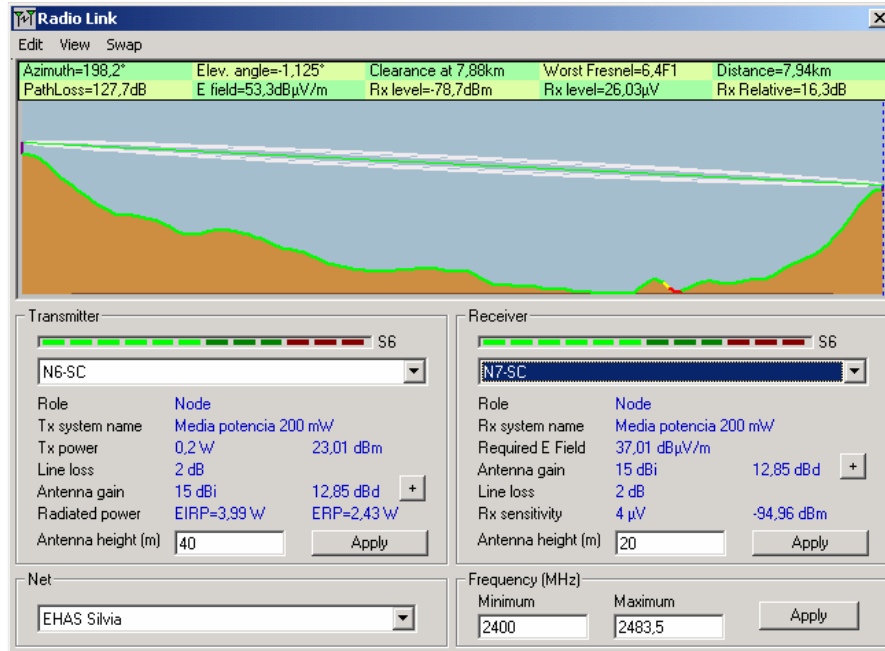 Radio Link
Edit View Swap
Azimuth=198,2° Elev. angle=-1,125° Clearance at 7,88km Worst Fresnel=6,4F1 Distance=7,94km
PathLoss=127,7dB E field=53,3dBµV/m Rx level=-78,7dBm Rx level=26,03µV Rx Relative=16,3dB
Transmitter
S6
N6-SC
Role Node
Tx system name Media potencia 200 mW
Tx power 0,2 W 23,01 dBm
Line loss 2 dB
Antenna gain 15 dBi 12,85 dBd +
Radiated power EIRP=3,99 W ERP=2,43 W
Antenna height (m) 40 Apply
Receiver
S6
N7-SC
Role Node
Rx system name Media potencia 200 mW
Required E Field 37,01 dBµV/m
Antenna gain 15 dBi 12,85 dBd +
Line loss 2 dB
Rx sensitivity 4 µV -94,96 dBm
Antenna height (m) 20 Apply
Net
EHAS Silvia
Frequency (MHz)
Minimum Maximum
2400 2483,5 Apply